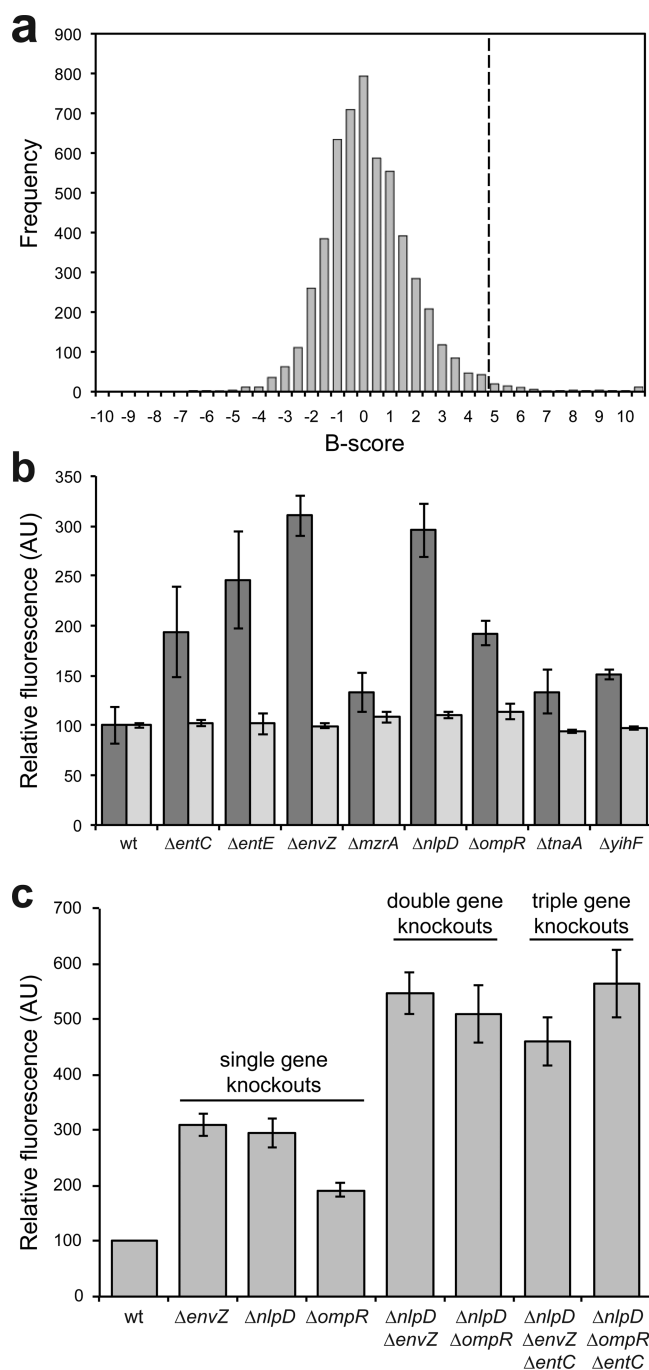 a
900
800
700
600
500
400
300
200
100
0
Frequency
-10 -9 -8 -7 -6 -5 -4 -3 -2 -1 0 1 2 3 4 5 6 7 8 9 10
B-score
b
350
300
250
200
150
100
50
0
Relative fluorescence (AU)
wt ΔentC ΔentE ΔenvZ ΔmzrA ΔnlpD ΔompR ΔtnaA ΔyihF
c
700
600
500
400
300
200
100
0
Relative fluorescence (AU)
single gene
knockouts
double gene
knockouts
triple gene
knockouts
wt
ΔenvZ
ΔnlpD
ΔompR
ΔnlpD
ΔenvZ
ΔnlpD
ΔompR
ΔnlpD
ΔenvZ
ΔentC
ΔnlpD
ΔompR
ΔentC